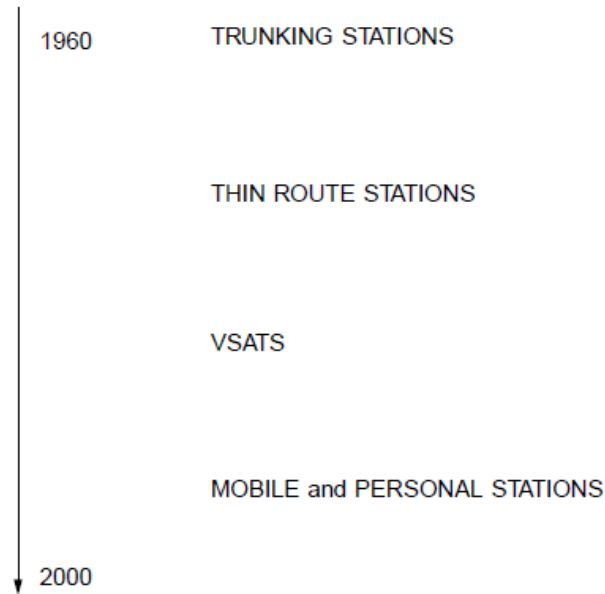 1960
TRUNKING STATIONS
THIN ROUTE STATIONS
VSATS
MOBILE and PERSONAL STATIONS
2000